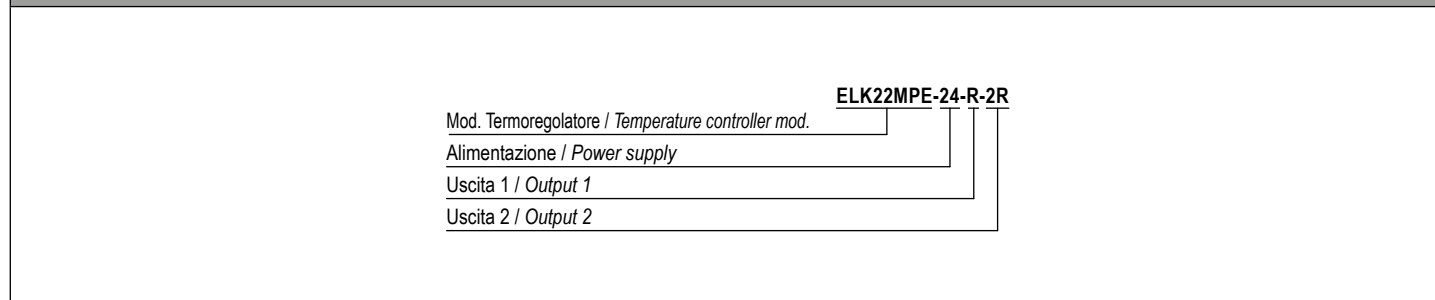 ELK22MPE-24-R-2R
Mod. Termoregolatore / Temperature controller mod.
Alimentazione / Power supply
Uscita 1 / Output 1
Uscita 2 / Output 2